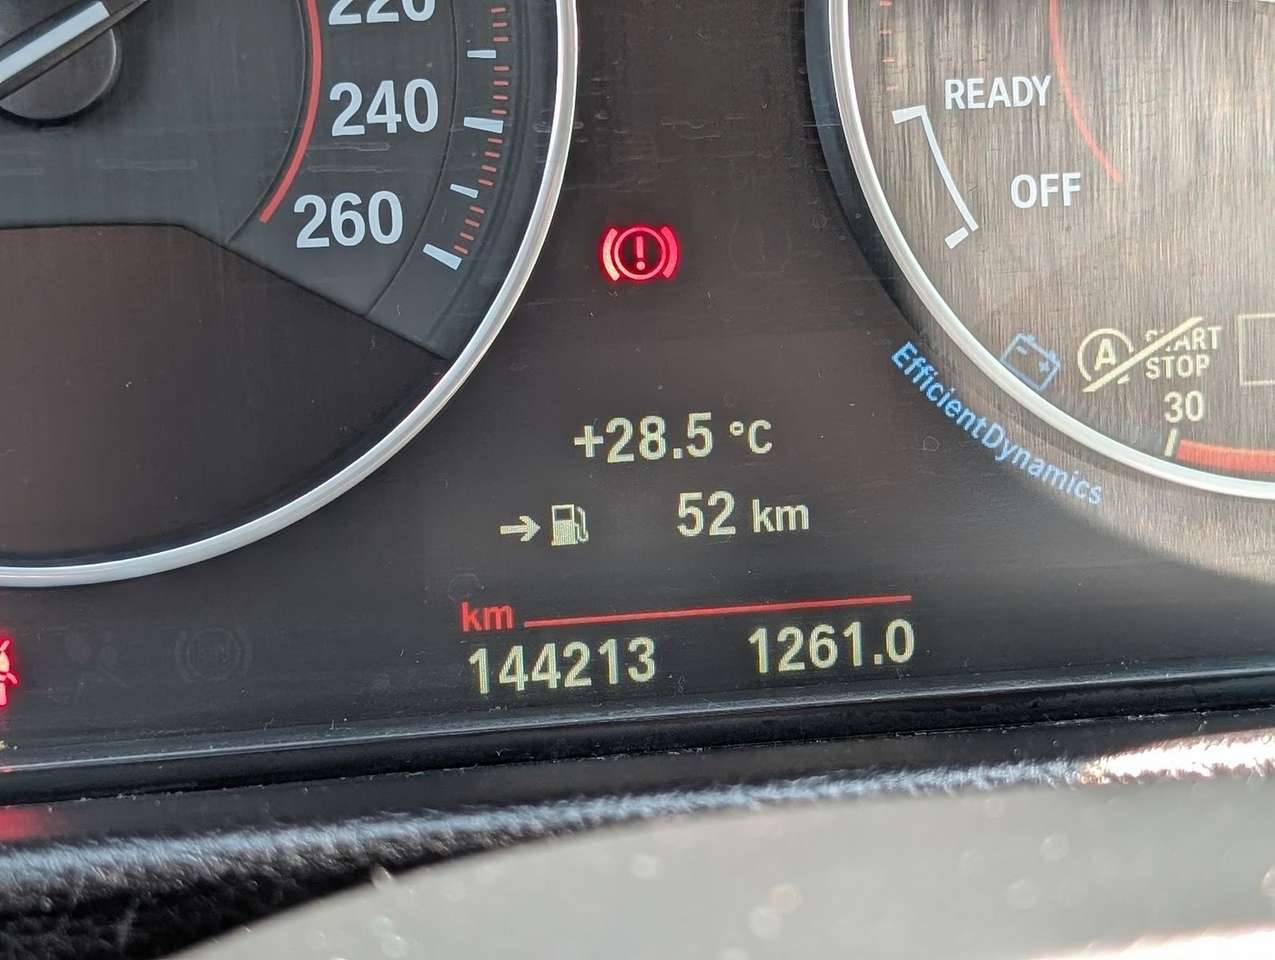 220
240
260
READY
OFF
A START
STOP
30
EfficientDynamics
+28.5 °C
52 km
km
144213 1261.0